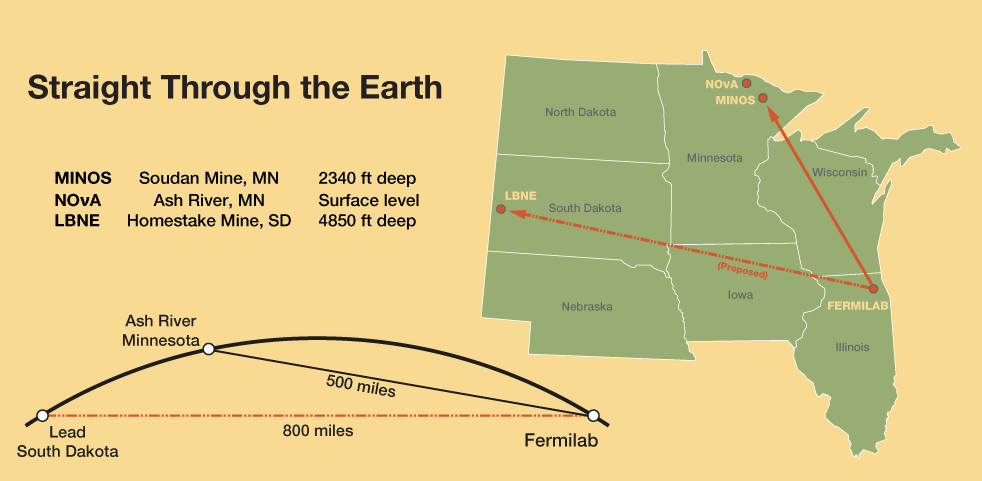 Straight Through the Earth
MINOS Soudan Mine, MN 2340 ft deep
NOvA Ash River, MN Surface level
LBNE Homestake Mine, SD 4850 ft deep
Ash River
Minnesota
500 miles
800 miles
Lead
South Dakota
Fermilab
NOvA
MINOS
North Dakota
Minnesota
Wisconsin
LBNE
South Dakota
(Proposed)
Iowa
Nebraska
FERMILAB
Illinois